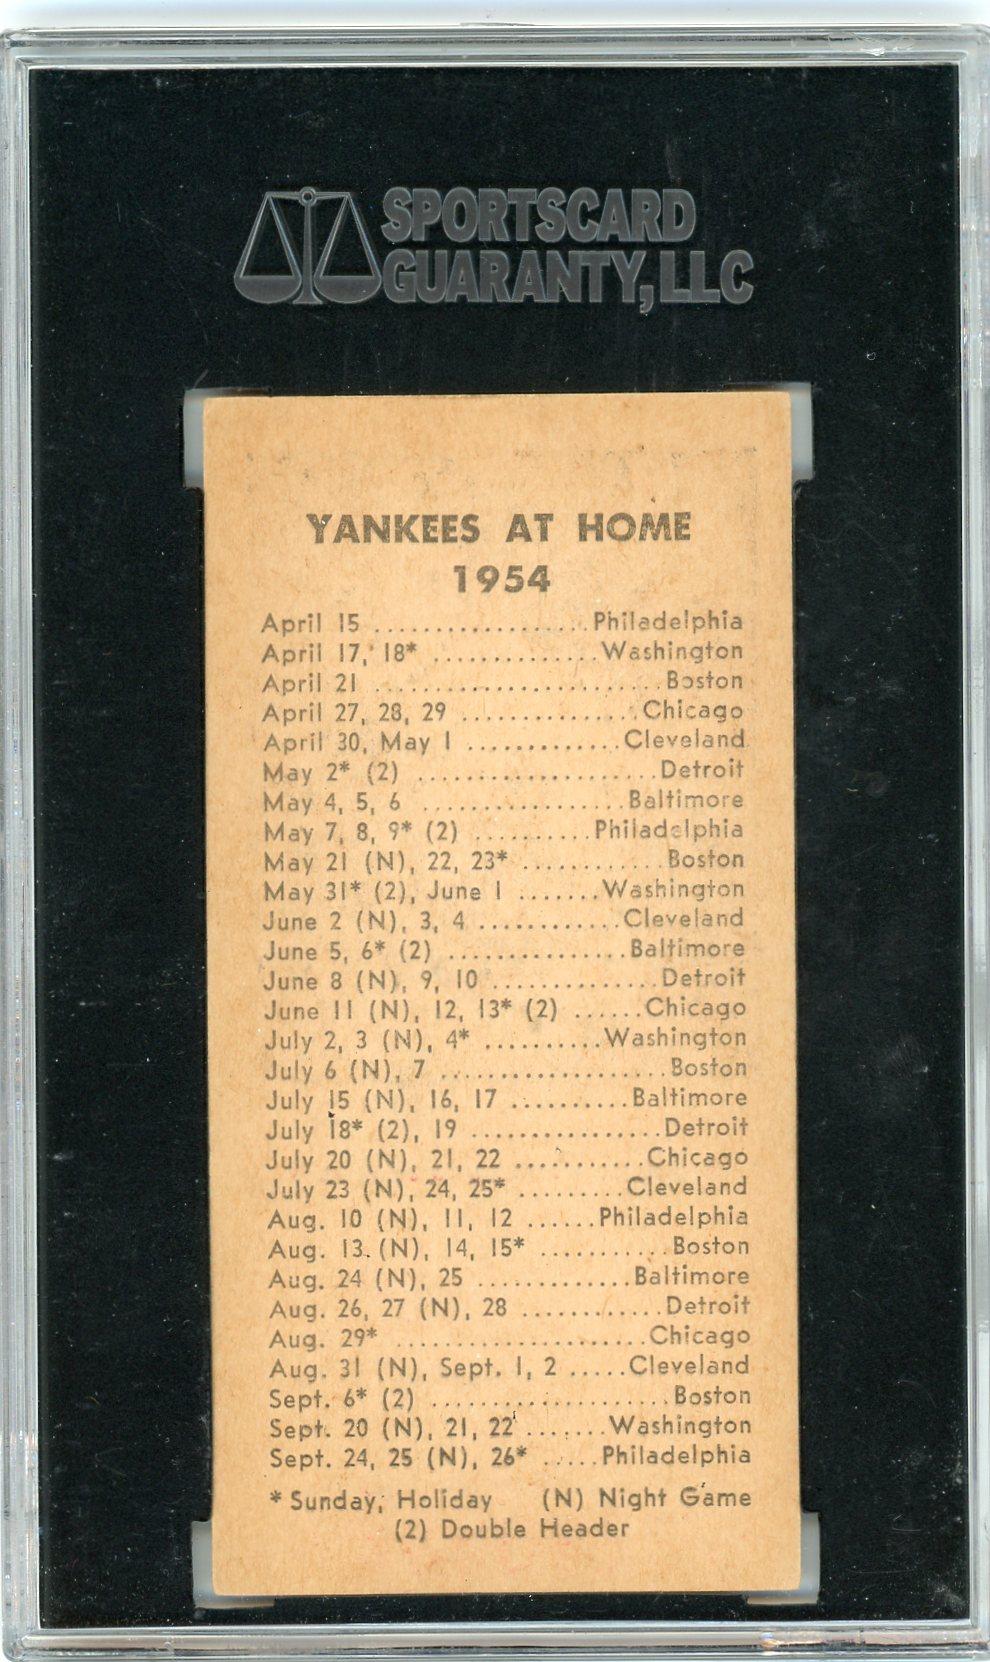 SPORTSCARD
GUARANTY, LLC
YANKEES AT HOME
1954
April 15 ..................Philadelphia
April 17, 18* ..............Washington
April 21 ........................Boston
April 27, 28, 29 ...............Chicago
April 30, May 1 .............Cleveland
May 2* (2) ....................Detroit
May 4, 5, 6 .................Baltimore
May 7, 8, 9* (2) ..........Philadelphia
May 21 (N), 22, 23* ............Boston
May 31* (2), June 1 .......Washington
June 2 (N), 3, 4 ............Cleveland
June 5, 6* (2) ...............Baltimore
June 8 (N), 9, 10 ..............Detroit
June 11 (N), 12, 13* (2) ......Chicago
July 2, 3 (N), 4* ..........Washington
July 6 (N), 7 ...................Boston
July 15 (N), 16, 17 ..........Baltimore
July 18* (2), 19 ................Detroit
July 20 (N), 21, 22 ...........Chicago
July 23 (N), 24, 25* .........Cleveland
Aug. 10 (N), 11, 12 ......Philadelphia
Aug. 13 (N), 14, 15* ...........Boston
Aug. 24 (N), 25 .............Baltimore
Aug. 26, 27 (N), 28 ............Detroit
Aug. 29* .....................Chicago
Aug. 31 (N), Sept. 1, 2 .....Cleveland
Sept. 6* (2) ....................Boston
Sept. 20 (N), 21, 22 .......Washington
Sept. 24, 25 (N), 26* .....Philadelphia
* Sunday, Holiday (N) Night Game
(2) Double Header